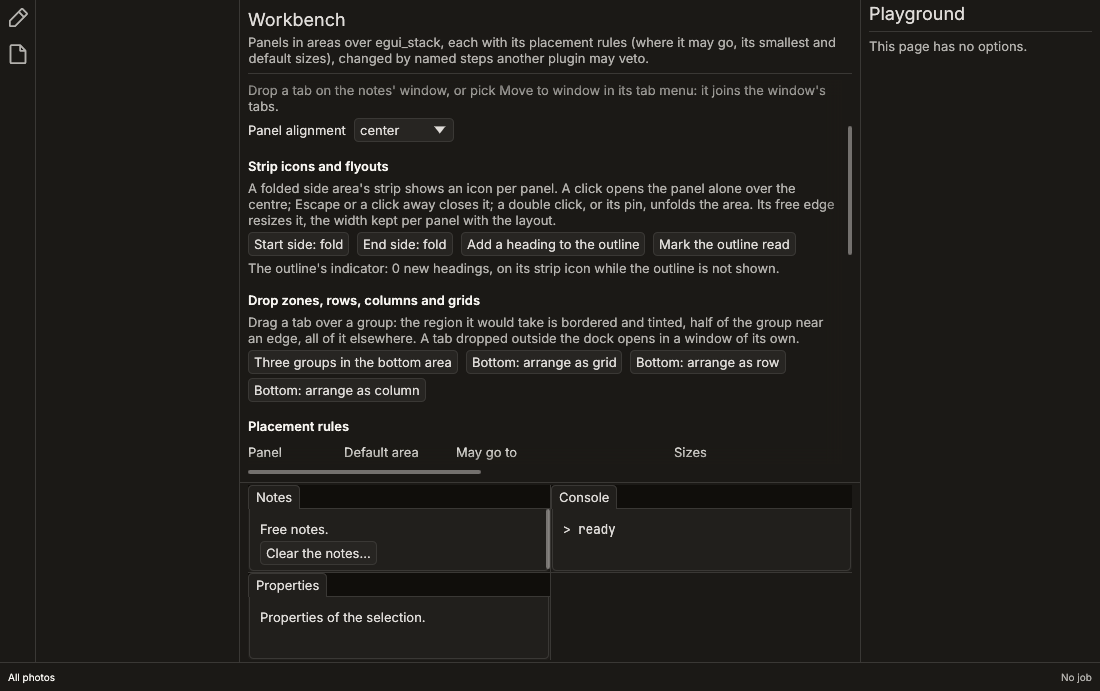 Workbench
Panels in areas over egui_stack, each with its placement rules (where it may go, its smallest and
default sizes), changed by named steps another plugin may veto.
Drop a tab on the notes' window, or pick Move to window in its tab menu: it joins the window's
tabs.
Panel alignment center
Strip icons and flyouts
A folded side area's strip shows an icon per panel. A click opens the panel alone over the
centre; Escape or a click away closes it; a double click, or its pin, unfolds the area. Its free edge
resizes it, the width kept per panel with the layout.
Start side: fold End side: fold Add a heading to the outline Mark the outline read
The outline's indicator: 0 new headings, on its strip icon while the outline is not shown.
Drop zones, rows, columns and grids
Drag a tab over a group: the region it would take is bordered and tinted, half of the group near
an edge, all of it elsewhere. A tab dropped outside the dock opens in a window of its own.
Three groups in the bottom area Bottom: arrange as grid Bottom: arrange as row
Bottom: arrange as column
Placement rules
Panel Default area May go to Sizes
Notes
Free notes.
Clear the notes...
Console
> ready
Properties
Properties of the selection.
Playground
This page has no options.
All photos
No job